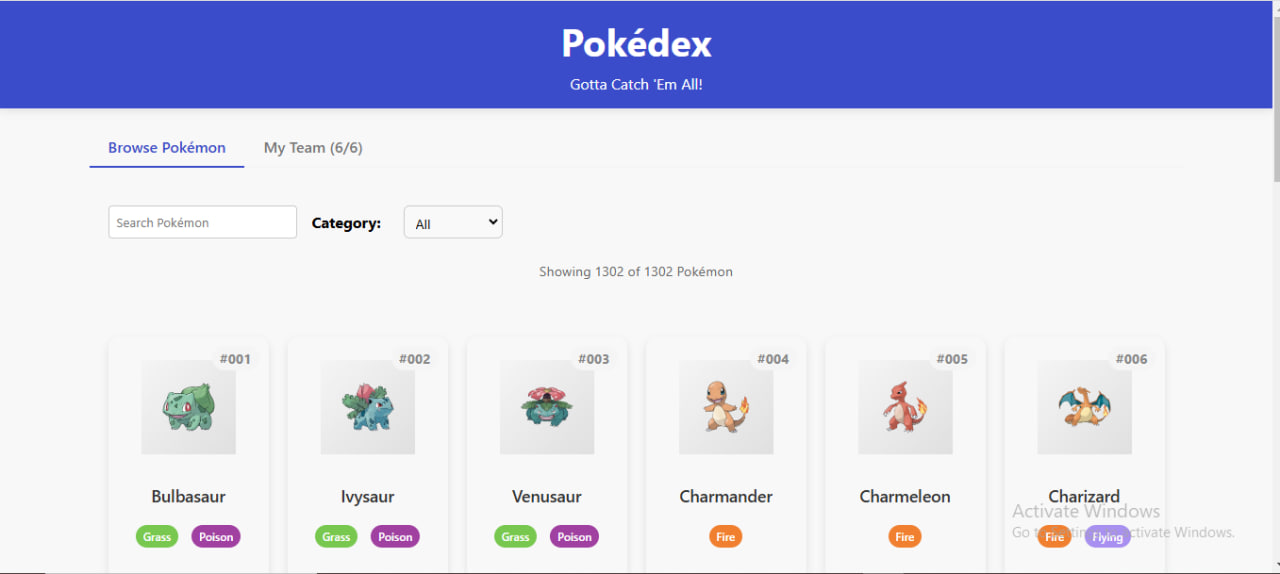 Pokédex
Gotta Catch 'Em All!
Browse Pokémon My Team (6/6)
Search Pokémon Category: All
Showing 1302 of 1302 Pokémon
#001 #002 #003 #004 #005 #006
Bulbasaur Ivysaur Venusaur Charmander Charmeleon Charizard
Activate Windows
Grass Poison Grass Poison Grass Poison Fire Fire Fire Flying
Go to Activate Windows.